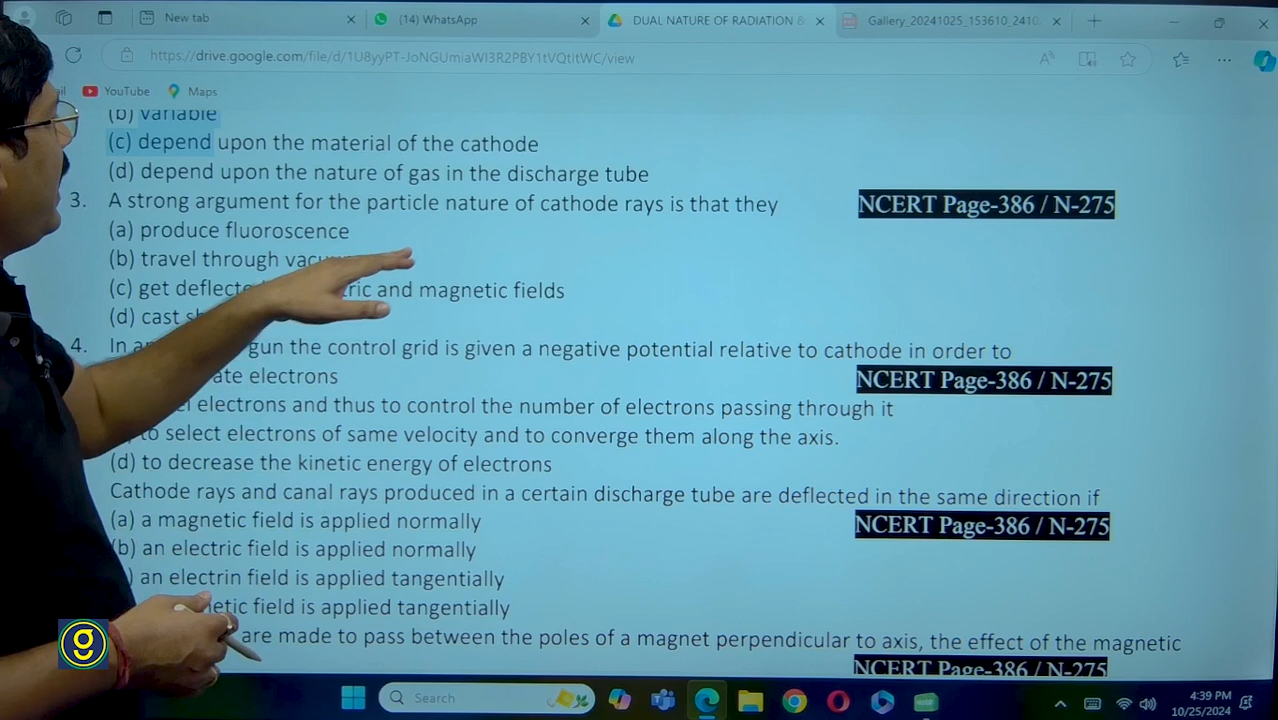 New tab
(14) WhatsApp
DUAL NATURE OF RADIATION &
Gallery_20241025_153610_2410
https://drive.google.com/file/d/1U8yyPT-JoNGUmiaWI3R2PBY1tVQtitWC/view
YouTube
Maps
(b) variable
(c) depend upon the material of the cathode
(d) depend upon the nature of gas in the discharge tube
3. A strong argument for the particle nature of cathode rays is that they
NCERT Page-386 / N-275
(a) produce fluoroscence
(b) travel through
(c) get and magnetic fields
(d) cast
4. In gun the control grid is given a negative potential relative to cathode in order to
electrons
NCERT Page-386 / N-275
electrons and thus to control the number of electrons passing through it
to select electrons of same velocity and to converge them along the axis.
(d) to decrease the kinetic energy of electrons
Cathode rays and canal rays produced in a certain discharge tube are deflected in the same direction if
(a) a magnetic field is applied normally
NCERT Page-386 / N-275
(b) an electric field is applied normally
an electrin field is applied tangentially
field is applied tangentially
are made to pass between the poles of a magnet perpendicular to axis, the effect of the magnetic
NCERT Page-386 / N-275
g
Search
4:39 PM
10/25/2024